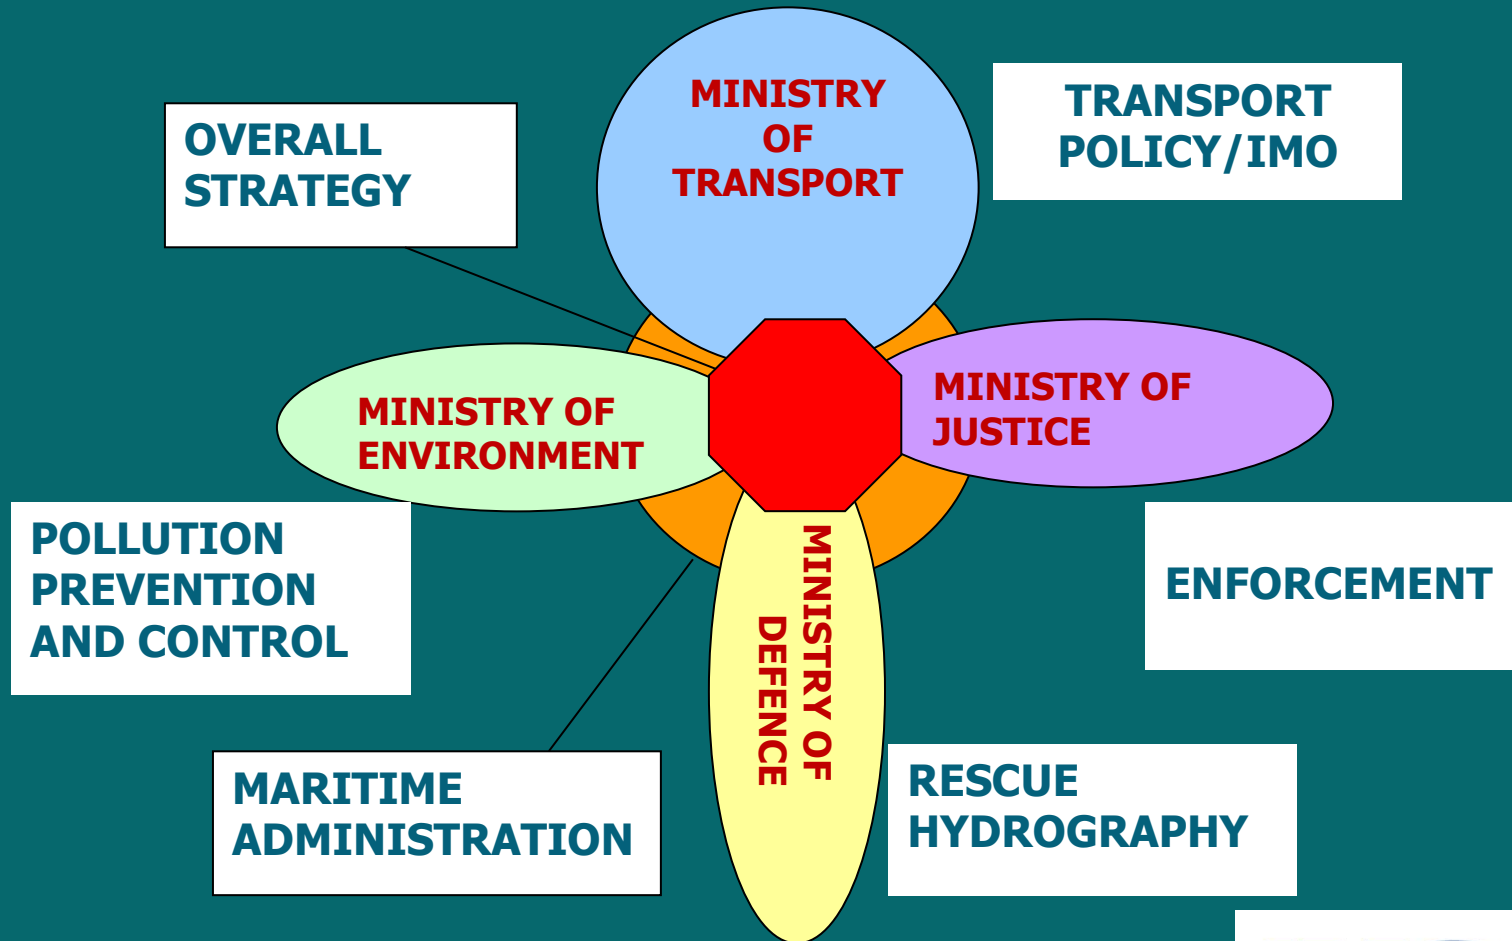 MINISTRY
OF
TRANSPORT
TRANSPORT
POLICY/IMO
OVERALL
STRATEGY
MINISTRY OF
JUSTICE
MINISTRY OF
ENVIRONMENT
POLLUTION
PREVENTION
AND CONTROL
ENFORCEMENT
MINISTRY OF
DEFENCE
MARITIME
ADMINISTRATION
RESCUE
HYDROGRAPHY